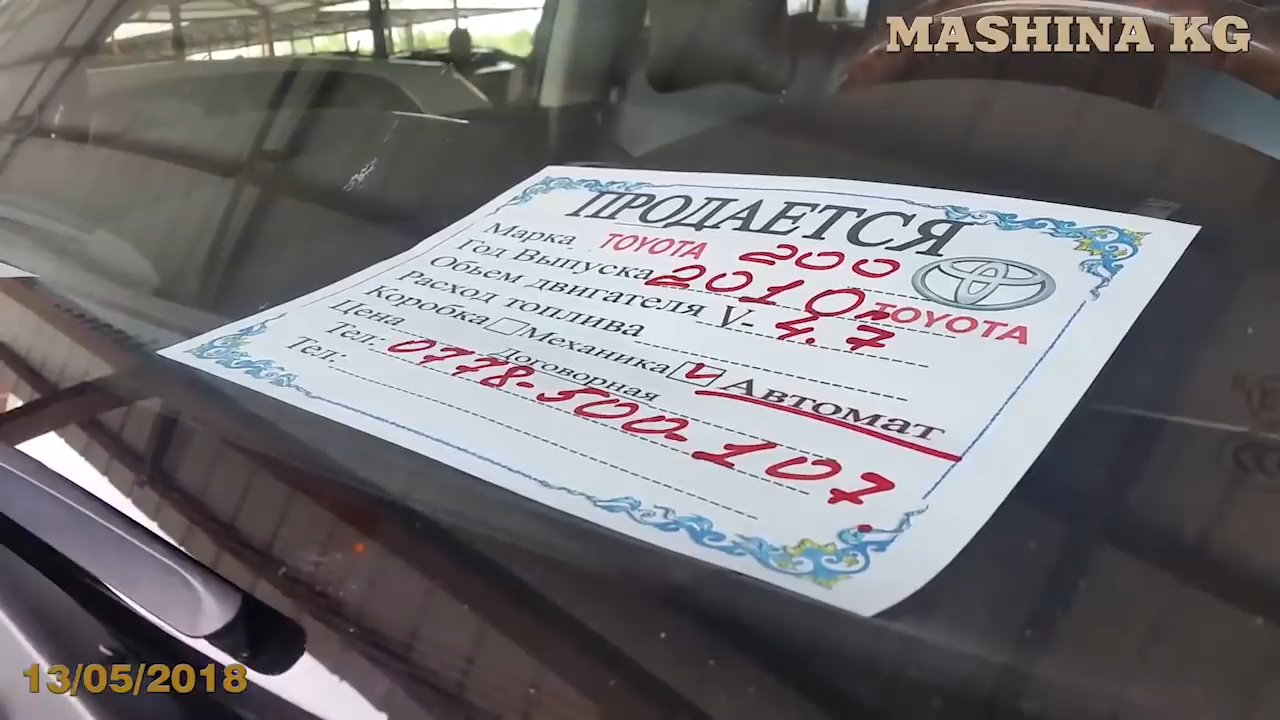 MASHINA KG
ПРОДАЕТСЯ
Марка TOYOTA 200
Год Выпуска 2010г
TOYOTA
Объем двигателя V- 4.7
Расход топлива
Коробка Механика V Автомат
Цена Договорная
Тел.: 0778-500-107
Тел.:
13/05/2018